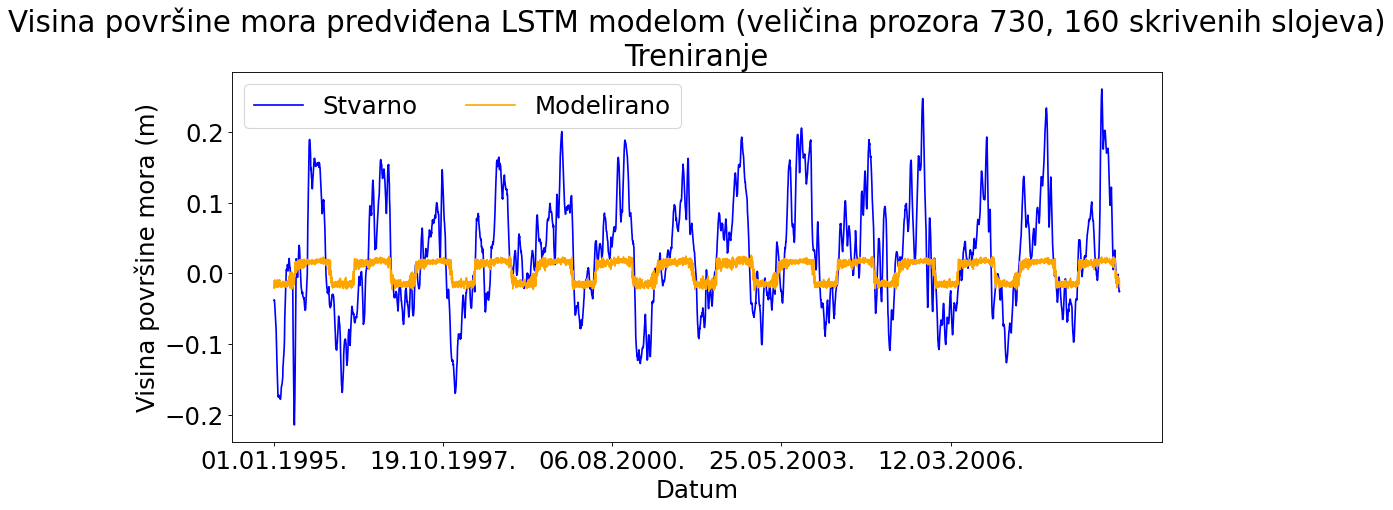 Visina površine mora predviđena LSTM modelom (veličina prozora 730, 160 skrivenih slojeva)
Treniranje
Stvarno Modelirano
Visina površine mora (m)
0.2
0.1
0.0
−0.1
−0.2
01.01.1995. 19.10.1997. 06.08.2000. 25.05.2003. 12.03.2006.
Datum